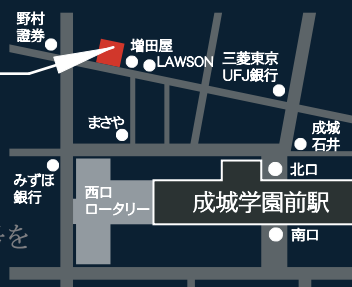 野村
證券
増田屋
LAWSON
三菱東京
UFJ銀行
まさや
成城
石井
みずほ
銀行
西口
ロータリー
北口
成城学園前駅
南口
を